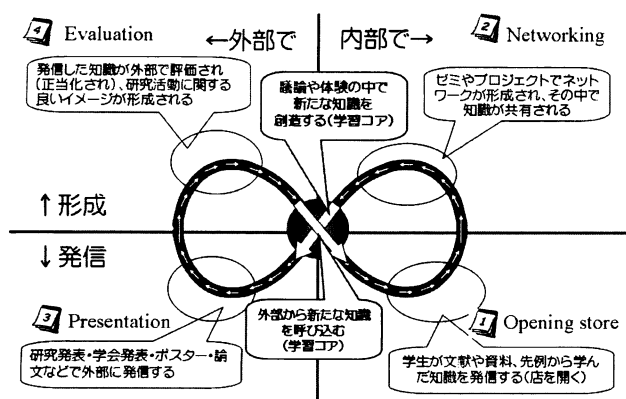 4 Evaluation
←外部で
内部で→
2 Networking
発信した知識が外部で評価され
(正当化され)、研究活動に関する
良いイメージが形成される
議論や体験の中で
新たな知識を
創造する(学習コア)
ゼミやプロジェクトでネット
ワークが形成され、その中で
知識が共有される
↑形成
↓発信
3 Presentation
研究発表・学会発表・ポスター・論
文などで外部に発信する
外部から新たな知識
を呼び込む
(学習コア)
1 Opening store
学生が文献や資料、先例から学ん
だ知識を発信する(店を開く)